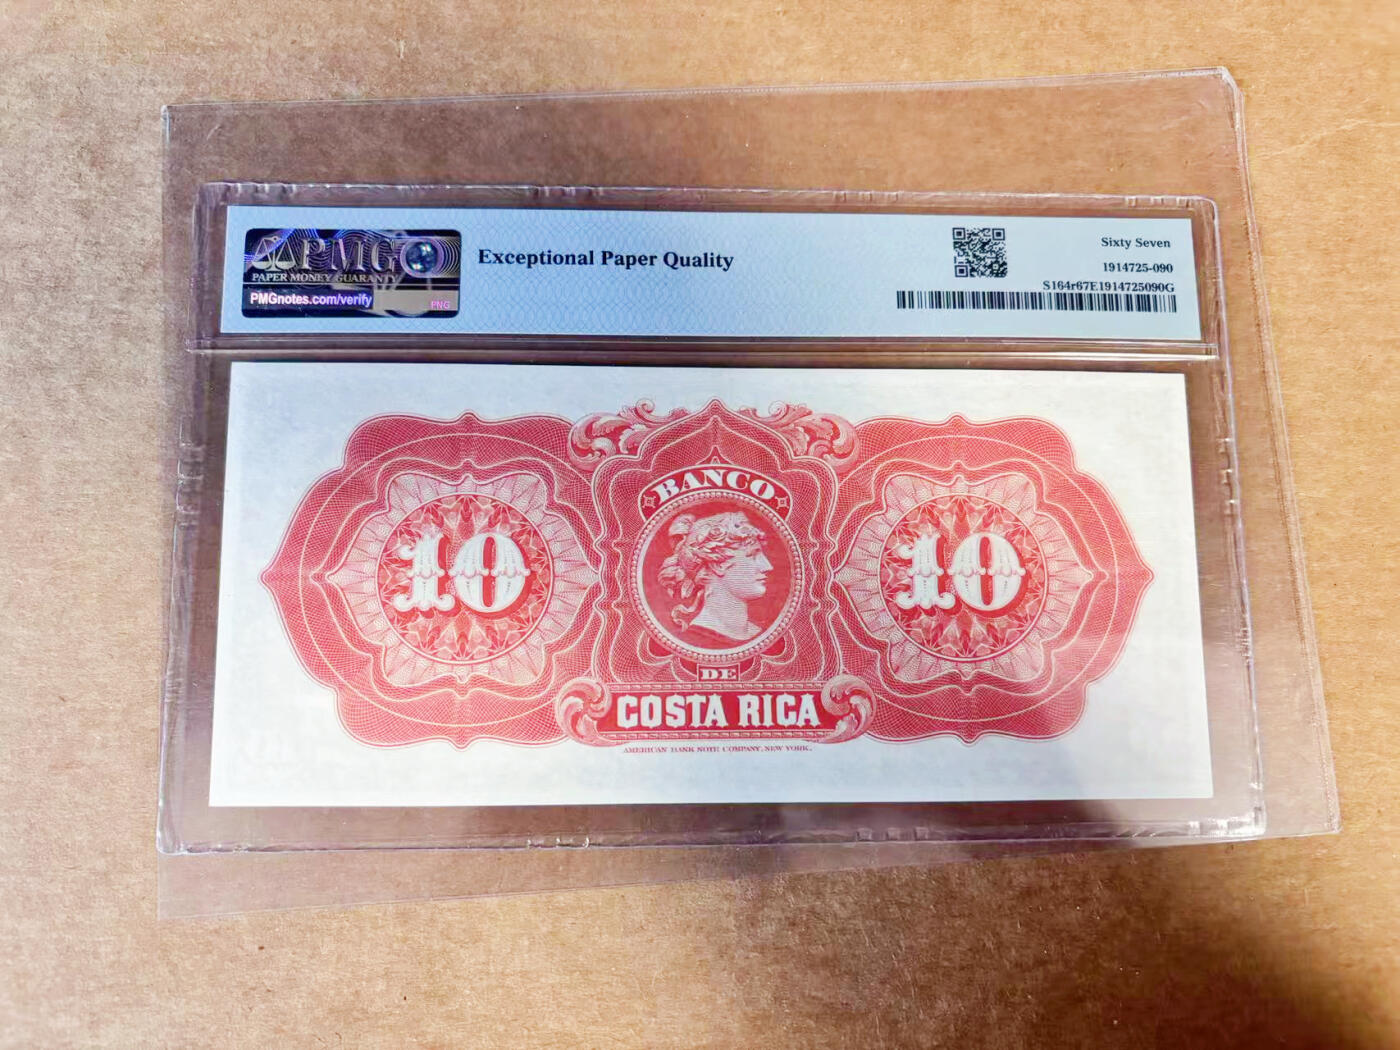 PMG
PAPER MONEY GUARANTY
PMGnotes.com/verify
PNG
Exceptional Paper Quality
Sixty Seven
1914725-090
S164r67E1914725090G
BANCO
10
10
DE
COSTA RICA
AMERICAN BANK NOTE COMPANY, NEW YORK.